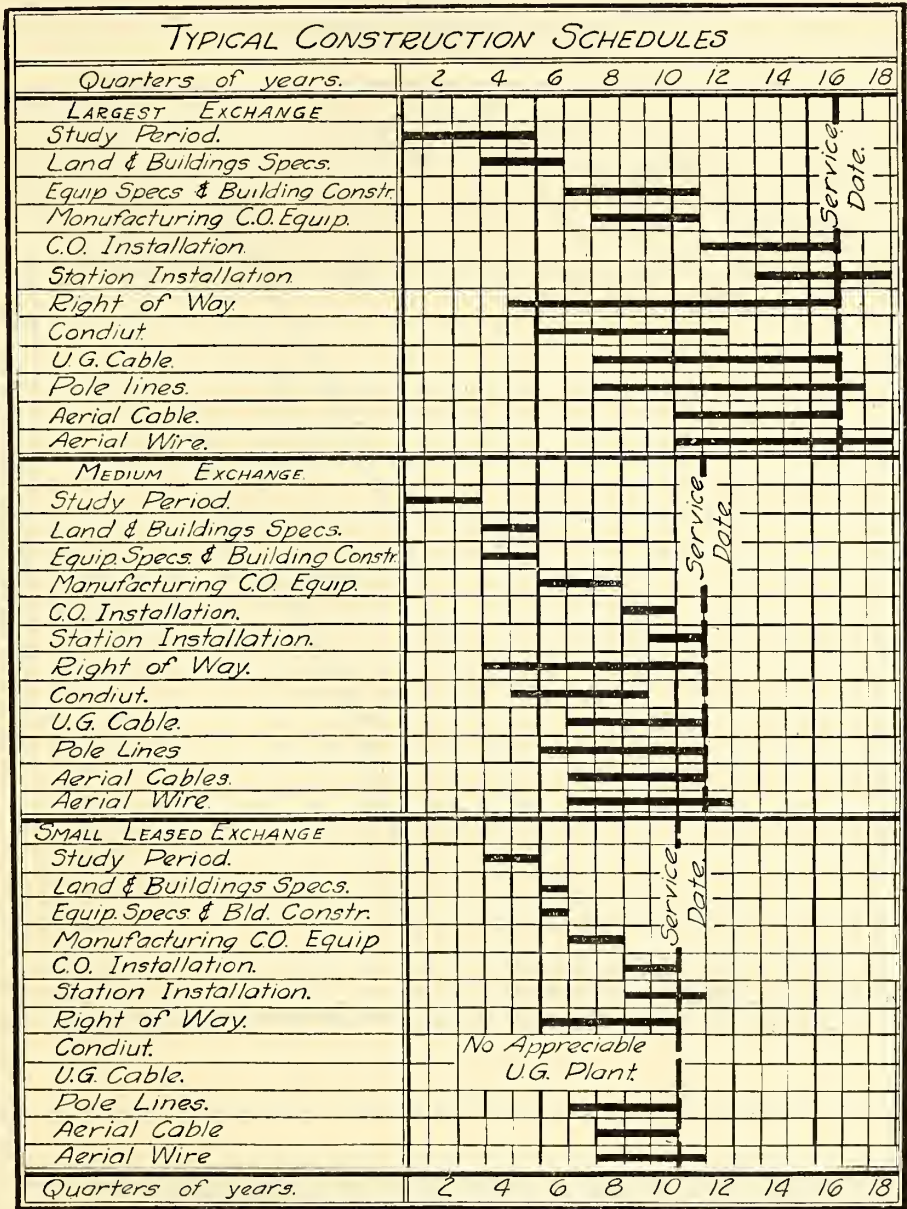 TYPICAL CONSTRUCTION SCHEDULES
Quarters of years. 2 4 6 8 10 12 14 16 18
LARGEST EXCHANGE
Study Period.
Land & Buildings Specs.
Equip Specs & Building Constr.
Manufacturing C.O. Equip.
C.O. Installation.
Station Installation
Right of Way.
Condiut.
U.G. Cable.
Pole lines.
Aerial Cable.
Aerial Wire.
Service
Date.
MEDIUM EXCHANGE.
Study Period.
Land & Buildings Specs.
Equip. Specs. & Building Constr.
Manufacturing C.O. Equip.
C.O. Installation.
Station Installation.
Right of Way.
Condiut.
U.G. Cable.
Pole Lines
Aerial Cables.
Aerial Wire
Service
Date.
SMALL LEASED EXCHANGE
Study Period.
Land & Buildings Specs.
Equip. Specs. & Bld. Constr.
Manufacturing C.O. Equip
C.O. Installation.
Station Installation.
Right of Way.
Condiut.
U.G. Cable.
Pole Lines.
Aerial Cable
Aerial Wire
Service
Date.
No Appreciable
U.G. Plant.
Quarters of years. 2 4 6 8 10 12 14 16 18